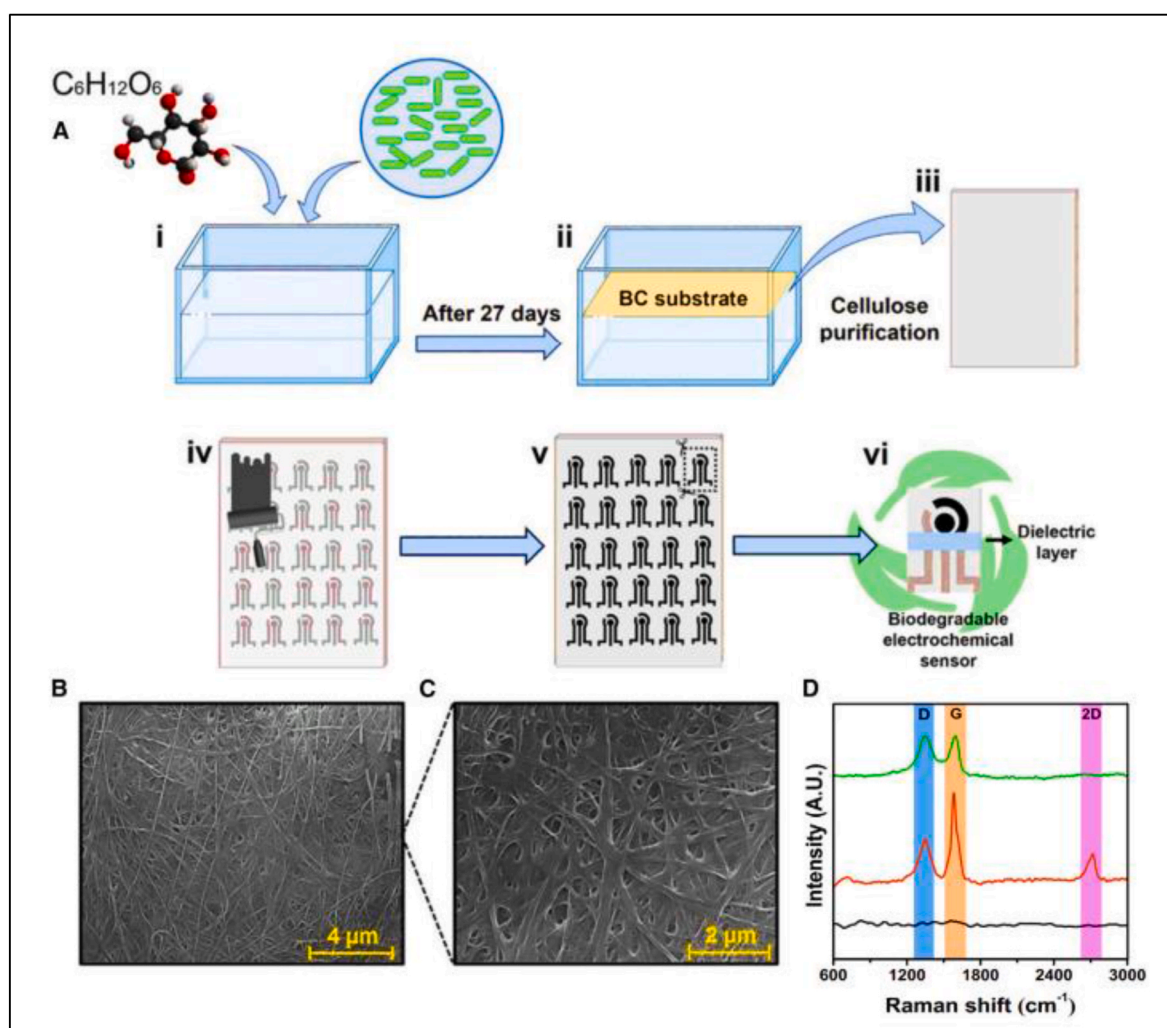 C₆H₁₂O₆
A
i
ii
iii
After 27 days
BC substrate
Cellulose
purification
iv
v
vi
Dielectric
layer
Biodegradable
electrochemical
sensor
B
4 μm
C
2 μm
D
D
G
2D
Intensity (A.U.)
600
1200
1800
2400
3000
Raman shift (cm⁻¹)